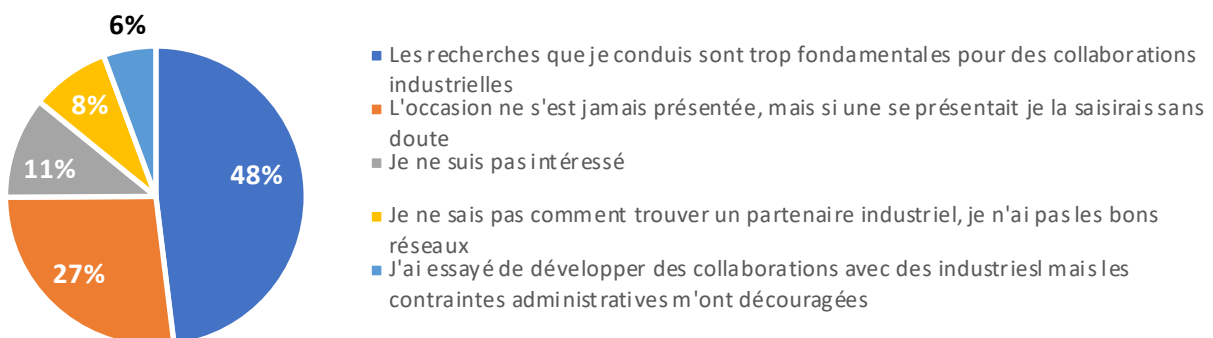 6%
8%
11%
48%
27%
Les recherches que je conduis sont trop fondamentales pour des collaborations
industrielles
L'occasion ne s'est jamais présentée, mais si une se présentait je la saisirais sans
doute
Je ne suis pas intéressé
Je ne sais pas comment trouver un partenaire industriel, je n'ai pas les bons
réseaux
J'ai essayé de développer des collaborations avec des industriesl mais les
contraintes administratives m'ont découragées